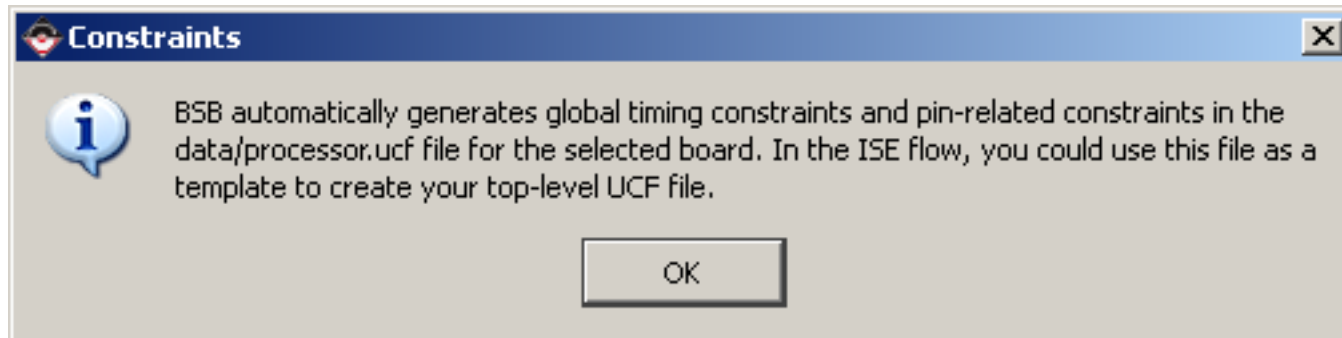 Constraints
BSB automatically generates global timing constraints and pin-related constraints in the
data/processor.ucf file for the selected board. In the ISE flow, you could use this file as a
template to create your top-level UCF file.
OK